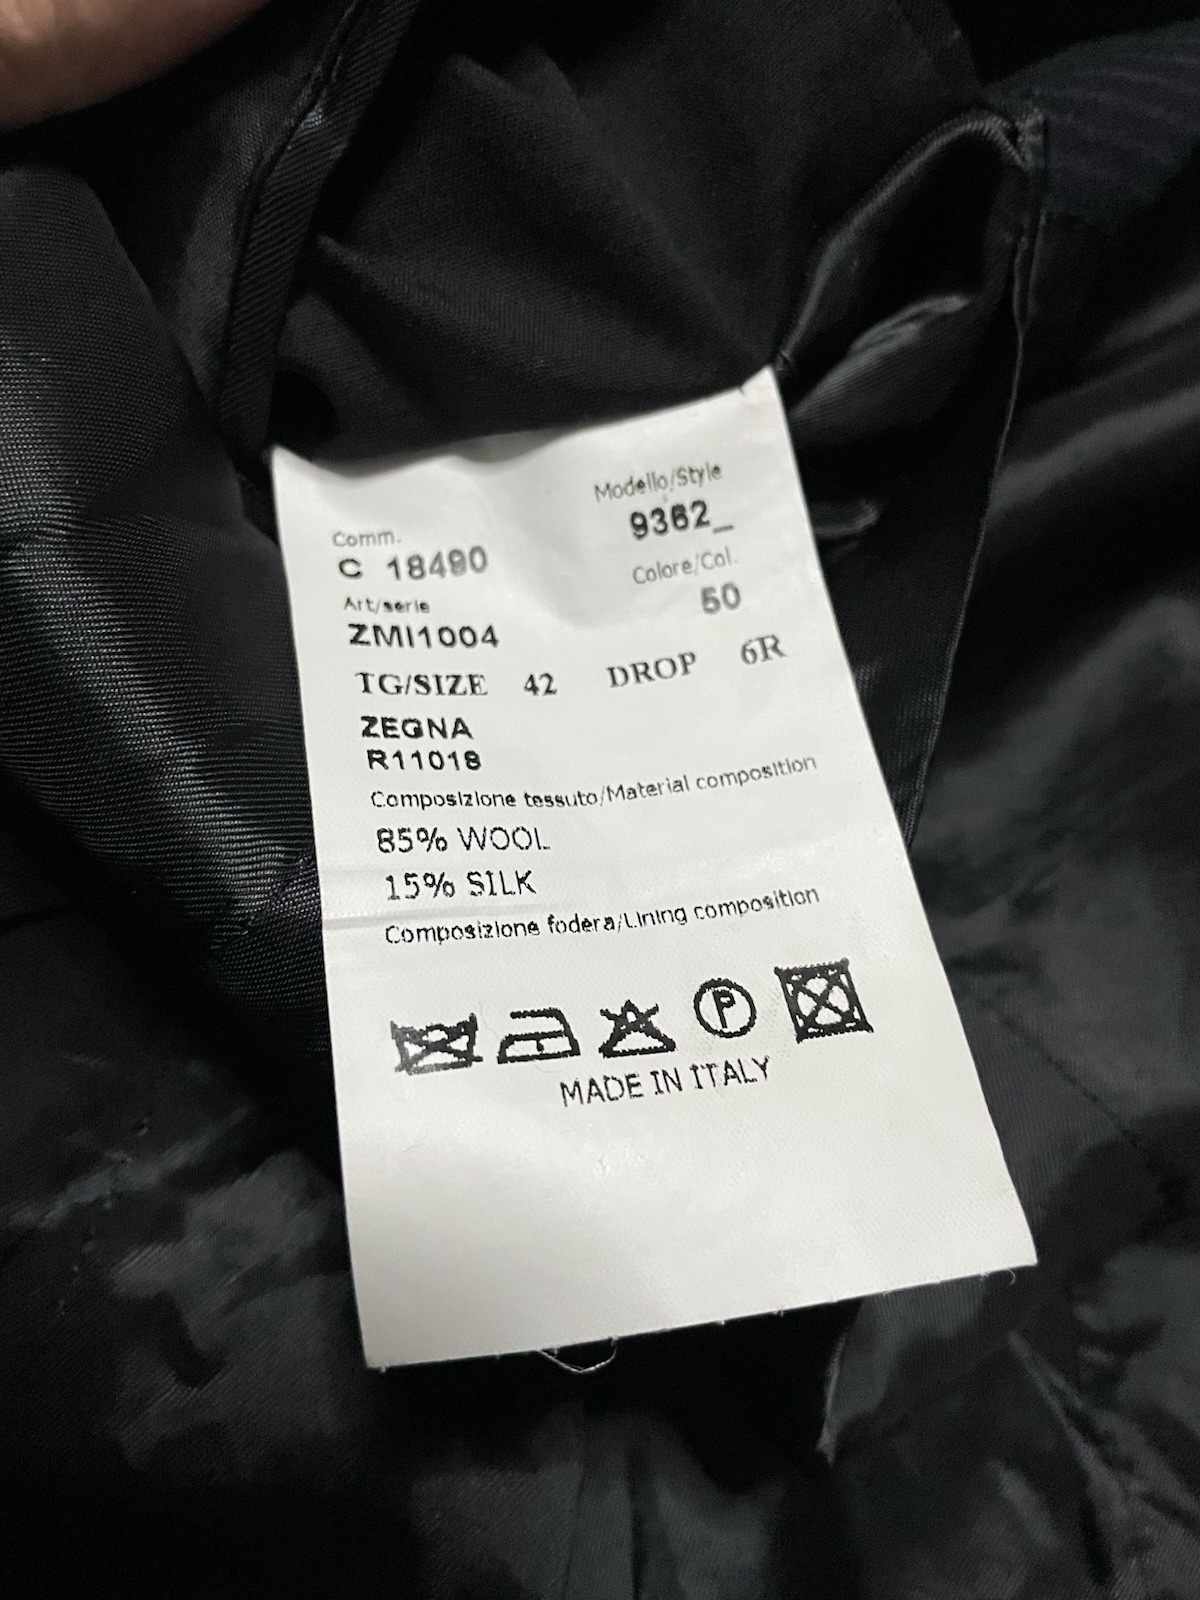 Modello/Style
9362_
Comm.
C 18490
Colore/Col.
50
Art/serie
ZMI1004
TG/SIZE 42 DROP 6R
ZEGNA
R11018
Composizione tessuto/Material composition
85% WOOL
15% SILK
Composizione fodera/Lining composition
P
MADE IN ITALY